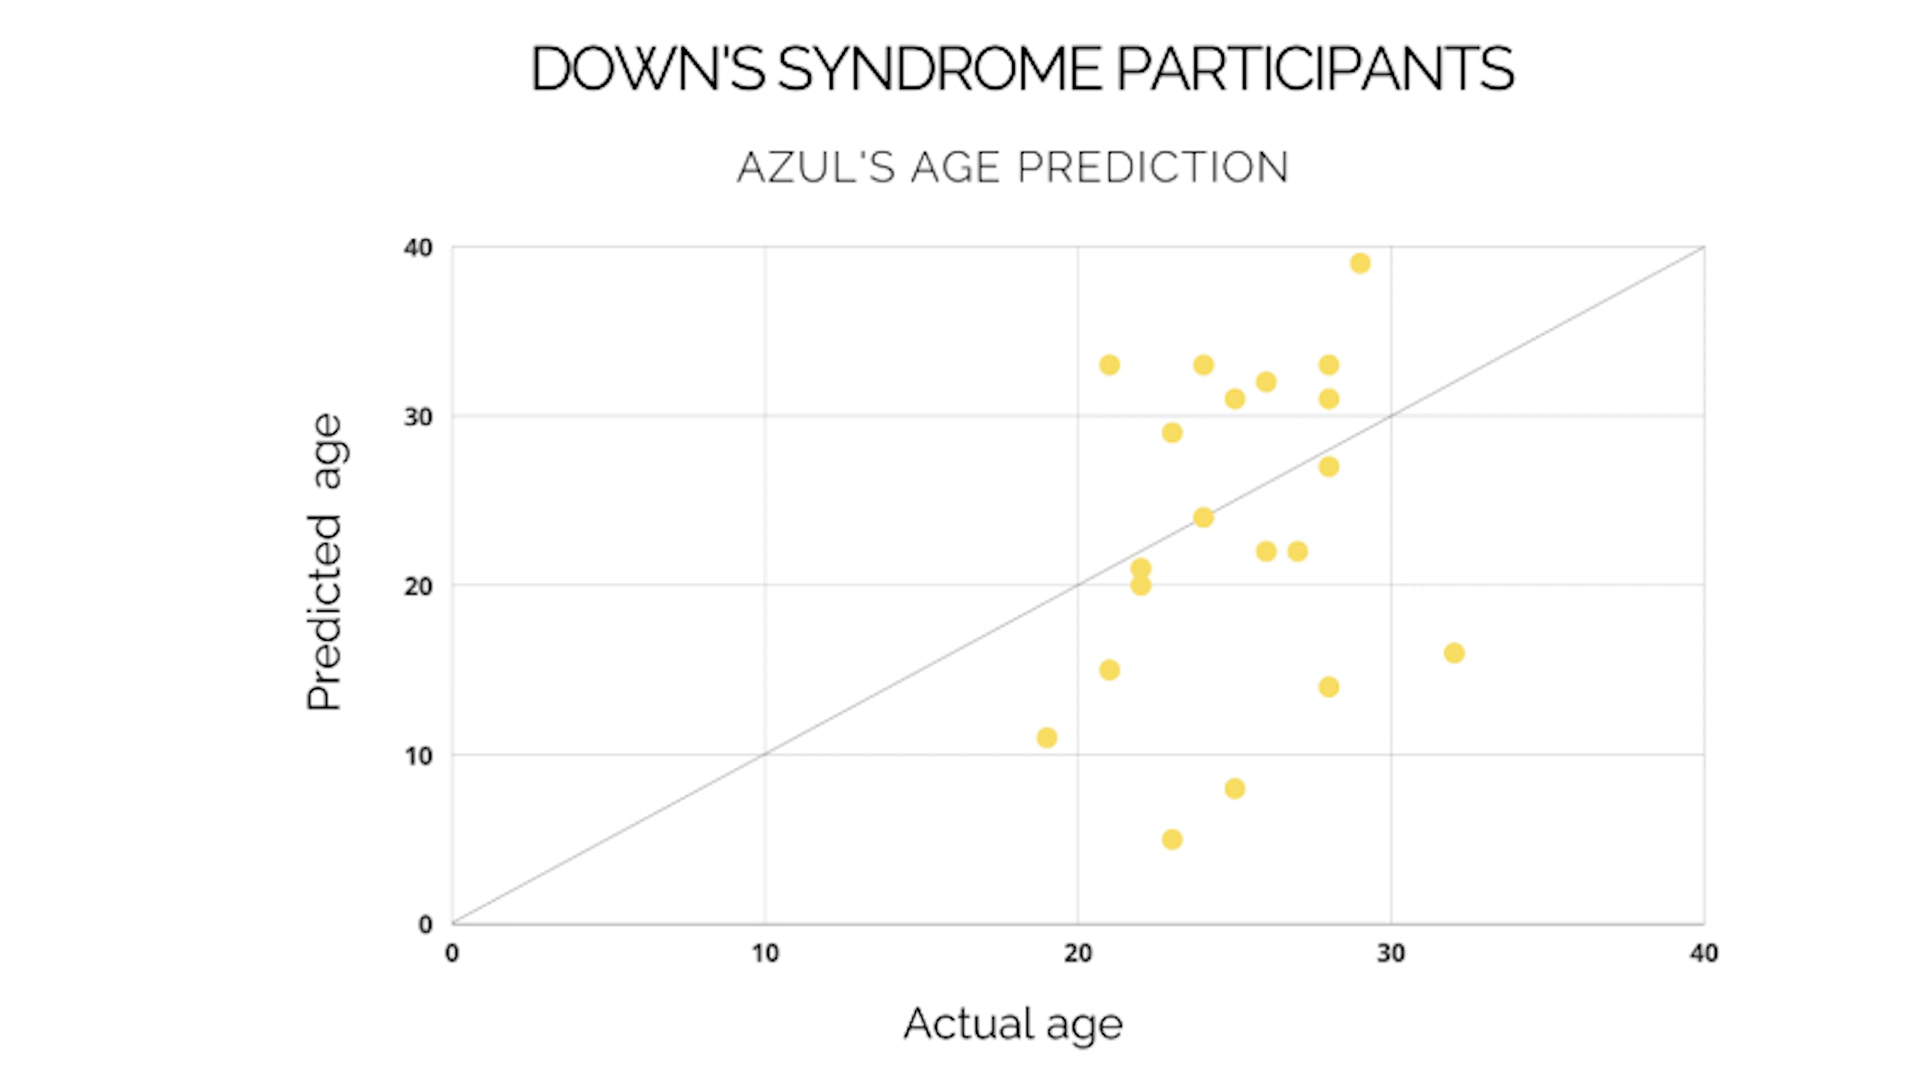 DOWN'S SYNDROME PARTICIPANTS
AZUL'S AGE PREDICTION
40
30
20
10
0
Predicted age
0 10 20 30 40
Actual age